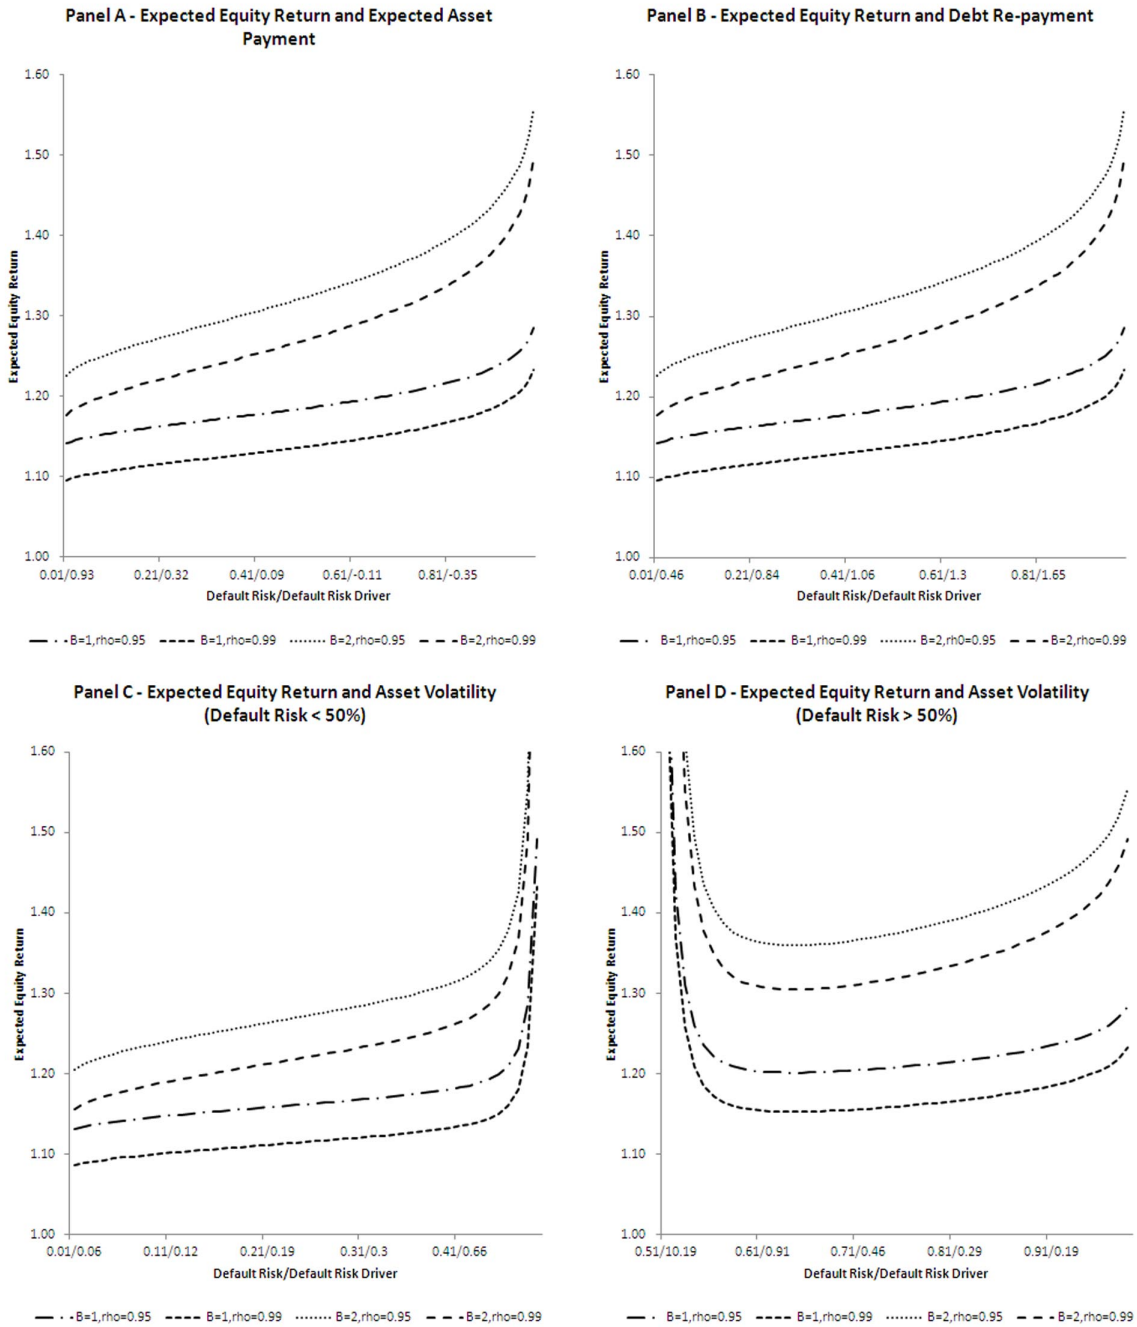 Panel A - Expected Equity Return and Expected Asset
Payment
1.60
1.50
1.40
1.30
1.20
1.10
1.00
Expected Equity Return
0.01/0.93 0.21/0.32 0.41/0.09 0.61/-0.11 0.81/-0.35
Default Risk/Default Risk Driver
B=1,rho=0.95 B=1,rho=0.99 B=2,rho=0.95 B=2,rho=0.99
Panel B - Expected Equity Return and Debt Re-payment
1.60
1.50
1.40
1.30
1.20
1.10
1.00
Expected Equity Return
0.01/0.46 0.21/0.84 0.41/1.06 0.61/1.3 0.81/1.65
Default Risk/Default Risk Driver
B=1,rho=0.95 B=1,rho=0.99 B=2,rh0=0.95 B=2,rho=0.99
Panel C - Expected Equity Return and Asset Volatility
(Default Risk < 50%)
1.60
1.50
1.40
1.30
1.20
1.10
1.00
Expected Equity Return
0.01/0.06 0.11/0.12 0.21/0.19 0.31/0.3 0.41/0.66
Default Risk/Default Risk Driver
B=1,rho=0.95 B=1,rho=0.99 B=2,rho=0.95 B=2,rho=0.99
Panel D - Expected Equity Return and Asset Volatility
(Default Risk > 50%)
1.60
1.50
1.40
1.30
1.20
1.10
1.00
Expected Equity Return
0.51/10.19 0.61/0.91 0.71/0.46 0.81/0.29 0.91/0.19
Default Risk/Default Risk Driver
B=1,rho=0.95 B=1,rho=0.99 B=2,rho=0.95 B=2,rho=0.99